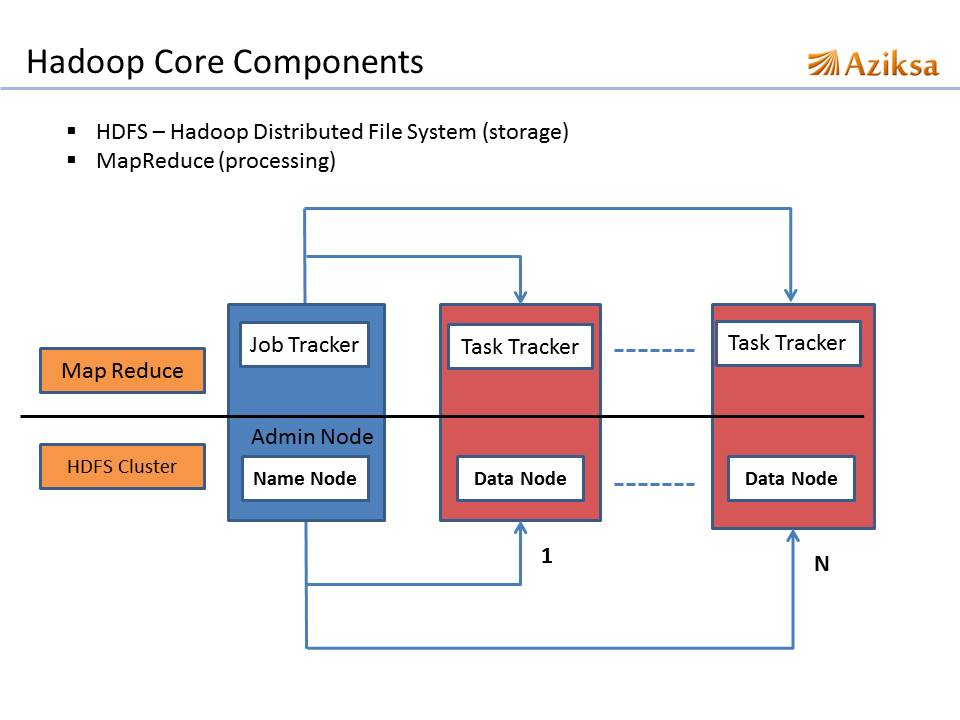 Hadoop Core Components
Aziksa
▪ HDFS – Hadoop Distributed File System (storage)
▪ MapReduce (processing)
Job Tracker
Task Tracker
Task Tracker
Map Reduce
Admin Node
HDFS Cluster
Name Node
Data Node
Data Node
1
N